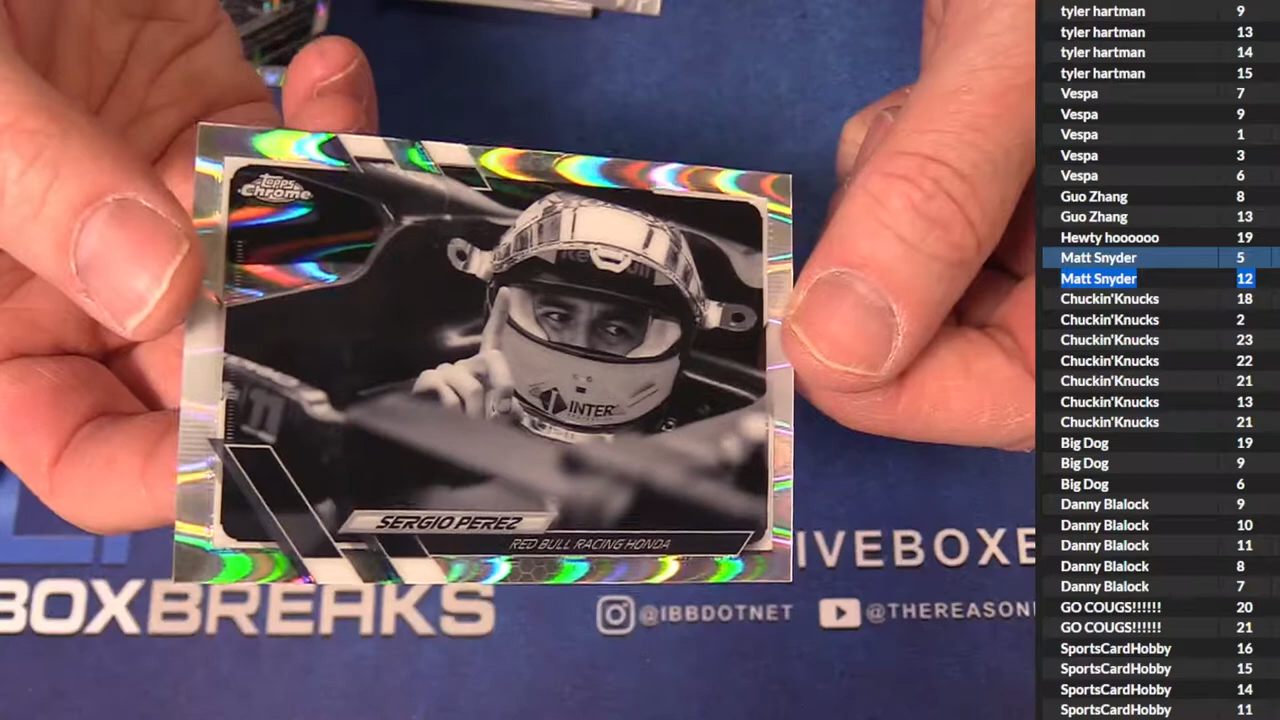 Topps
Chrome
Red Bull
INTER
11
SERGIO PEREZ
RED BULL RACING HONDA
IVEBOXB
BOXBREAKS
@IBBDOTNET
@THEREASON
tyler hartman 9
tyler hartman 13
tyler hartman 14
tyler hartman 15
Vespa 7
Vespa 9
Vespa 1
Vespa 3
Vespa 6
Guo Zhang 8
Guo Zhang 13
Hewty hoooooo 19
Matt Snyder 5
Matt Snyder 12
Chuckin'Knucks 18
Chuckin'Knucks 2
Chuckin'Knucks 23
Chuckin'Knucks 22
Chuckin'Knucks 21
Chuckin'Knucks 13
Chuckin'Knucks 21
Big Dog 19
Big Dog 9
Big Dog 6
Danny Blalock 9
Danny Blalock 10
Danny Blalock 11
Danny Blalock 8
Danny Blalock 7
GO COUGS!!!!!! 20
GO COUGS!!!!!! 21
SportsCardHobby 16
SportsCardHobby 15
SportsCardHobby 14
SportsCardHobby 11